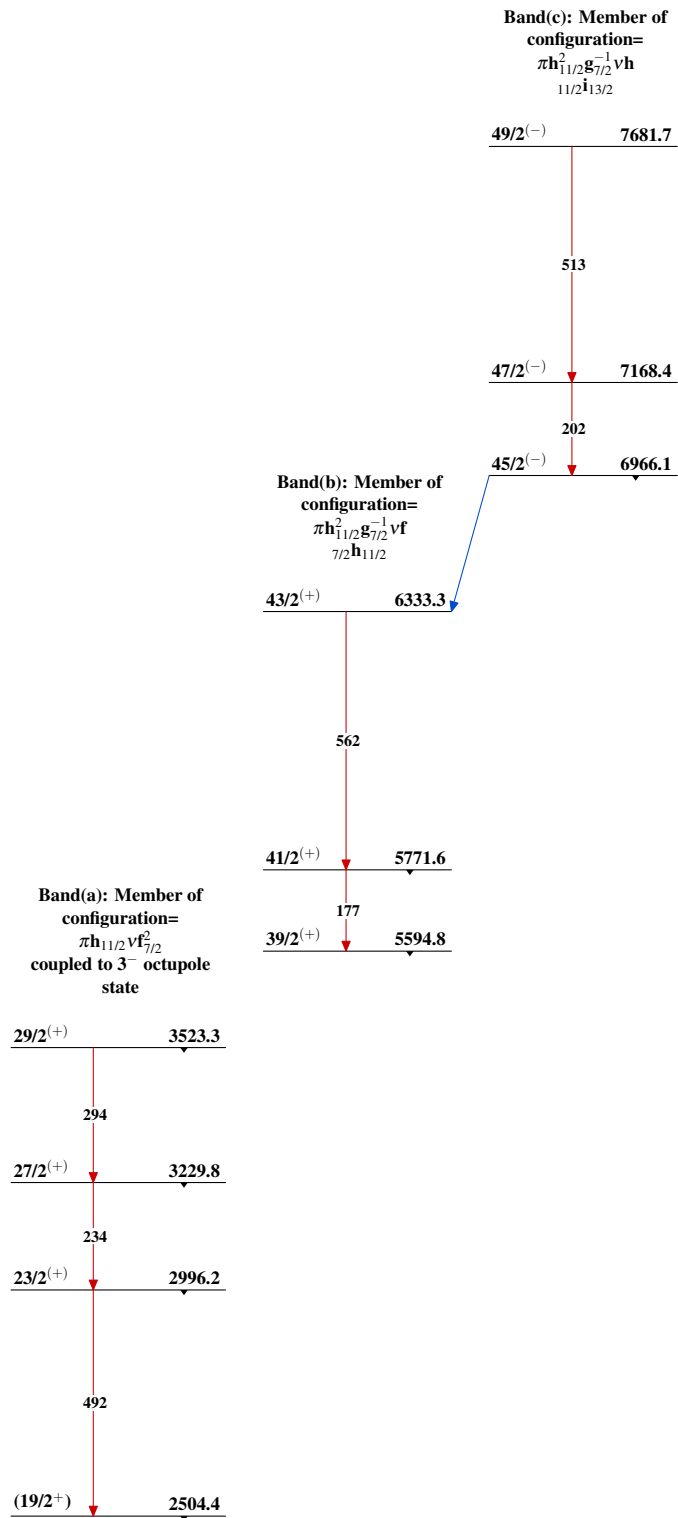 Band(c): Member of
configuration=
πh²₁₁/₂g⁻¹₇/₂νh
₁₁/₂i₁₃/₂
49/2⁽⁻⁾ 7681.7
513
47/2⁽⁻⁾ 7168.4
202
45/2⁽⁻⁾ 6966.1
Band(b): Member of
configuration=
πh²₁₁/₂g⁻¹₇/₂νf
₇/₂h₁₁/₂
43/2⁽⁺⁾ 6333.3
562
41/2⁽⁺⁾ 5771.6
177
39/2⁽⁺⁾ 5594.8
Band(a): Member of
configuration=
πh₁₁/₂νf²₇/₂
coupled to 3⁻ octupole
state
29/2⁽⁺⁾ 3523.3
294
27/2⁽⁺⁾ 3229.8
234
23/2⁽⁺⁾ 2996.2
492
(19/2⁺) 2504.4